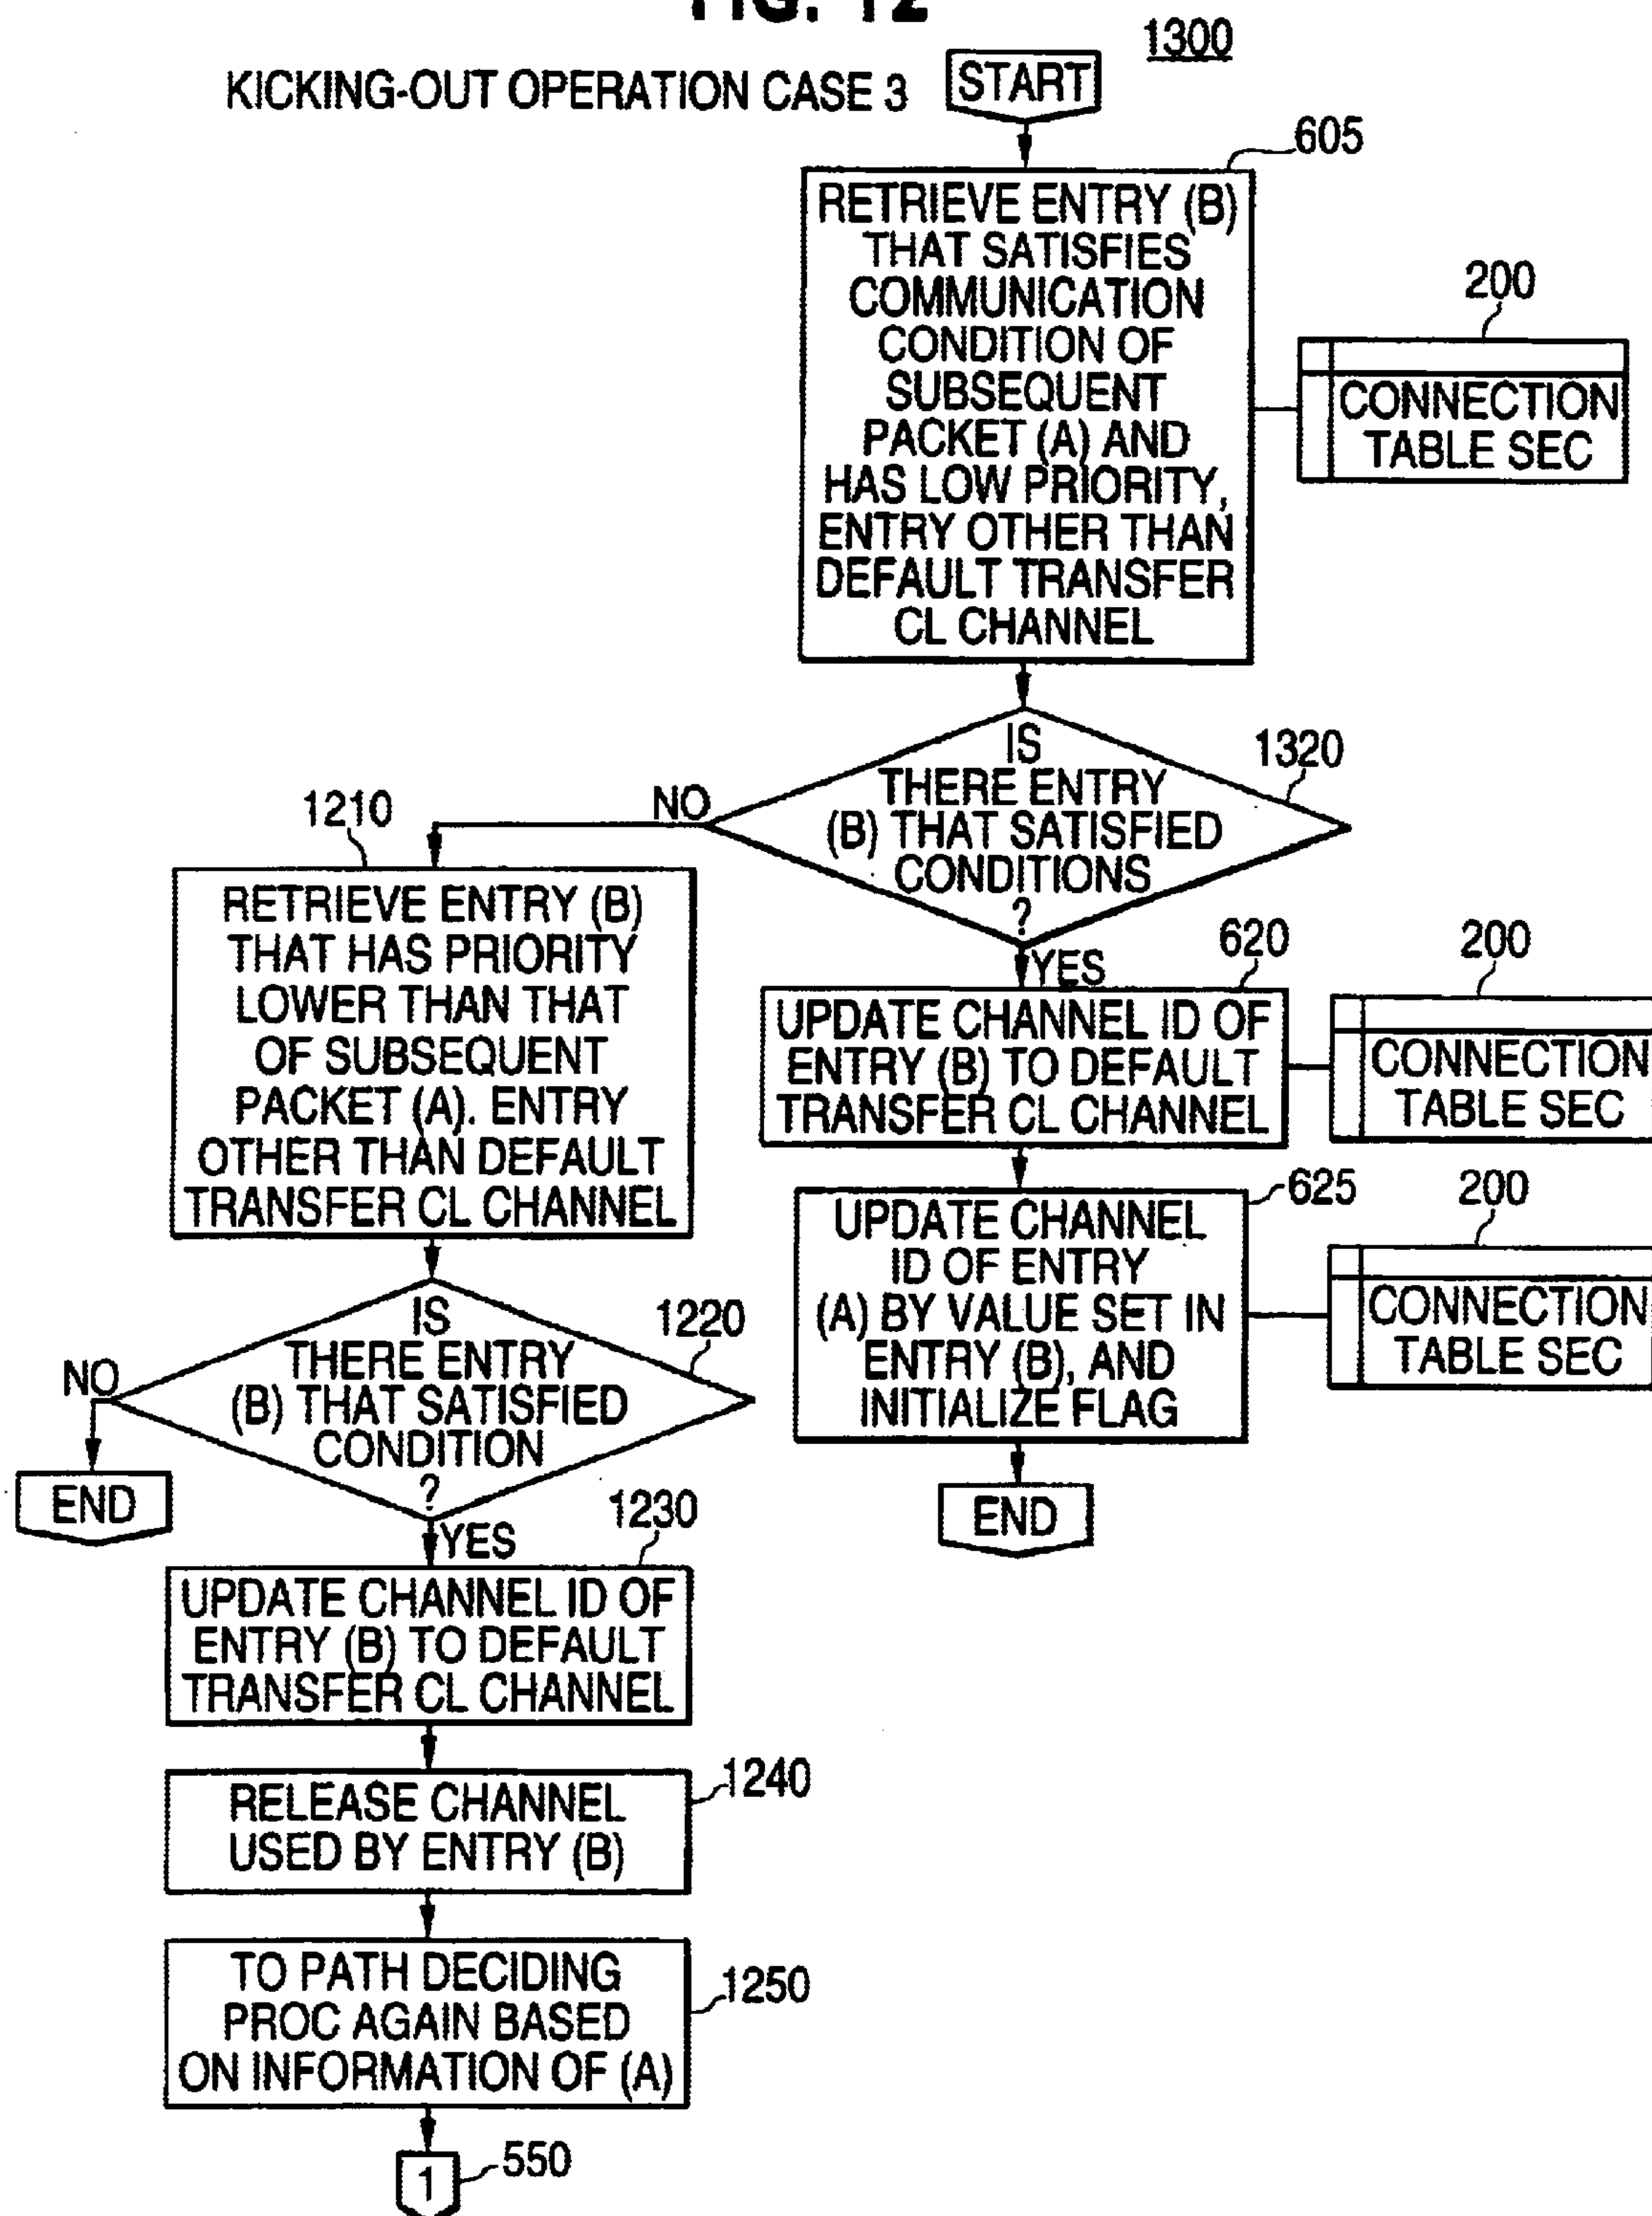 FIG. 12
1300
KICKING-OUT OPERATION CASE 3
START
605
RETRIEVE ENTRY (B)
THAT SATISFIES
COMMUNICATION
CONDITION OF
SUBSEQUENT
PACKET (A) AND
HAS LOW PRIORITY,
ENTRY OTHER THAN
DEFAULT TRANSFER
CL CHANNEL
200
CONNECTION
TABLE SEC
IS
THERE ENTRY
(B) THAT SATISFIED
CONDITIONS
?
1320
NO
YES
1210
RETRIEVE ENTRY (B)
THAT HAS PRIORITY
LOWER THAN THAT
OF SUBSEQUENT
PACKET (A). ENTRY
OTHER THAN DEFAULT
TRANSFER CL CHANNEL
620
UPDATE CHANNEL ID OF
ENTRY (B) TO DEFAULT
TRANSFER CL CHANNEL
200
CONNECTION
TABLE SEC
625
UPDATE CHANNEL
ID OF ENTRY
(A) BY VALUE SET IN
ENTRY (B), AND
INITIALIZE FLAG
200
CONNECTION
TABLE SEC
END
IS
THERE ENTRY
(B) THAT SATISFIED
CONDITION
?
1220
NO
END
YES
1230
UPDATE CHANNEL ID OF
ENTRY (B) TO DEFAULT
TRANSFER CL CHANNEL
1240
RELEASE CHANNEL
USED BY ENTRY (B)
1250
TO PATH DECIDING
PROC AGAIN BASED
ON INFORMATION OF (A)
1
550